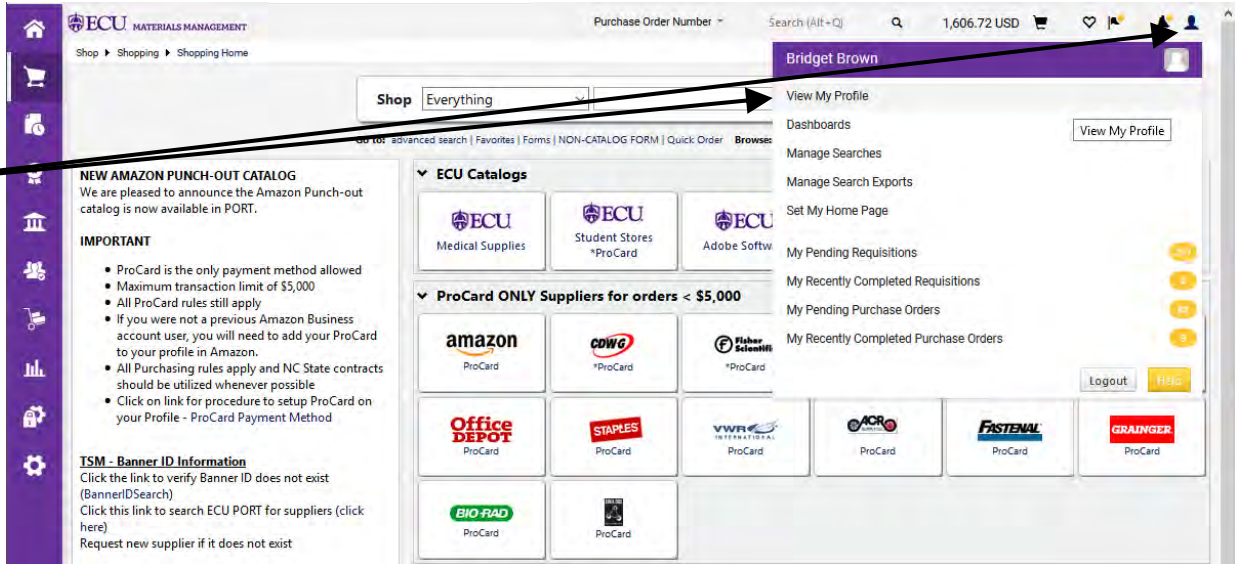 ECU MATERIALS MANAGEMENT
Purchase Order Number
Search (Alt+Q)
1,606.72 USD
Shop Shopping Shopping Home
Bridget Brown
View My Profile
Dashboards
Manage Searches
Manage Search Exports
Set My Home Page
My Pending Requisitions
My Recently Completed Requisitions
My Pending Purchase Orders
My Recently Completed Purchase Orders
Logout
View My Profile
Shop Everything
Go to: advanced search | Favorites | Forms | NON-CATALOG FORM | Quick Order Browse:
NEW AMAZON PUNCH-OUT CATALOG
We are pleased to announce the Amazon Punch-out
catalog is now available in PORT.
IMPORTANT
• ProCard is the only payment method allowed
• Maximum transaction limit of $5,000
• All ProCard rules still apply
• If you were not a previous Amazon Business
account user, you will need to add your ProCard
to your profile in Amazon.
• All Purchasing rules apply and NC State contracts
should be utilized whenever possible
• Click on link for procedure to setup ProCard on
your Profile - ProCard Payment Method
TSM - Banner ID Information
Click the link to verify Banner ID does not exist
(BannerIDSearch)
Click this link to search ECU PORT for suppliers (click
here)
Request new supplier if it does not exist
ECU Catalogs
ECU
Medical Supplies
ECU
Student Stores
*ProCard
ECU
Adobe Softw
ProCard ONLY Suppliers for orders < $5,000
amazon
ProCard
CDWG
*ProCard
Fisher
Scientifi
*ProCard
Office
DEPOT
ProCard
STAPLES
ProCard
VWR
INTERNATIONAL
ProCard
ACR
ProCard
FASTENAL
ProCard
GRAINGER
ProCard
BIO-RAD
ProCard
ProCard